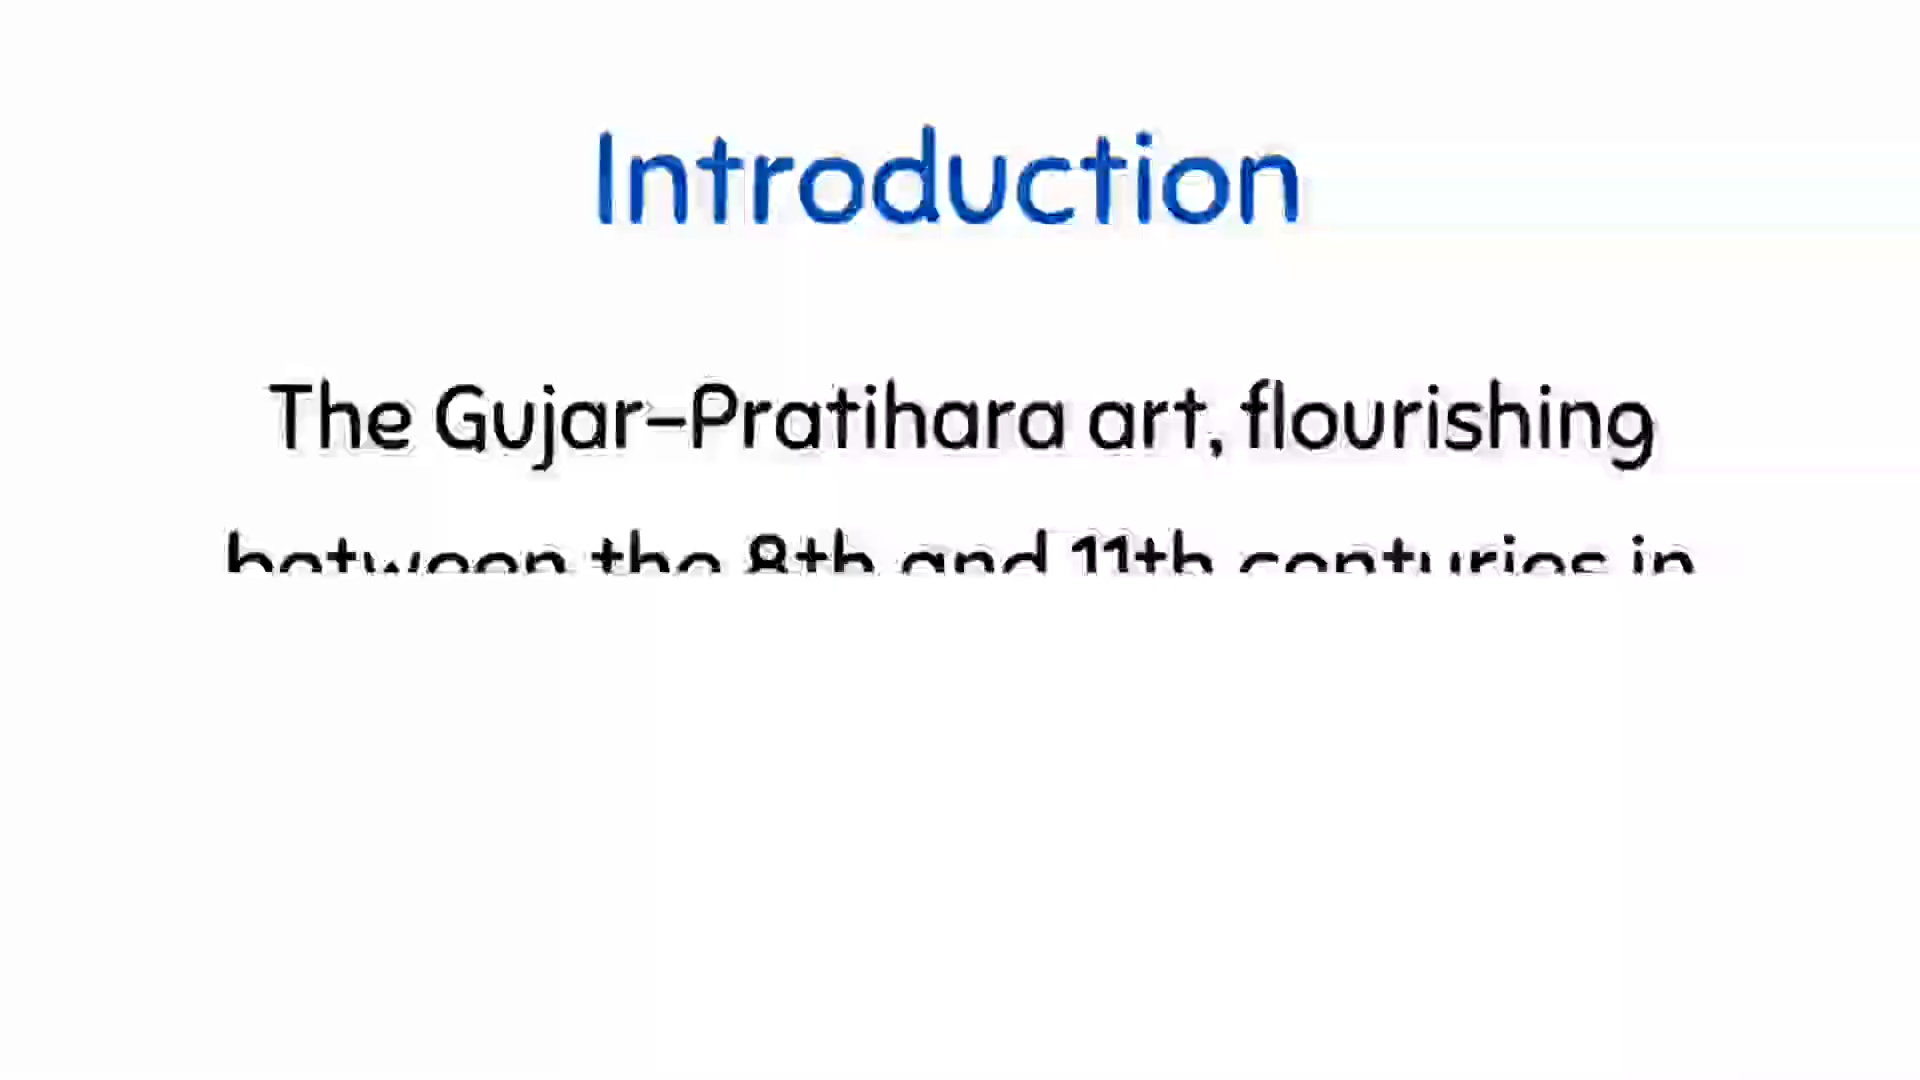 Introduction
The Gujar-Pratihara art, flourishing
between the 8th and 11th centuries in